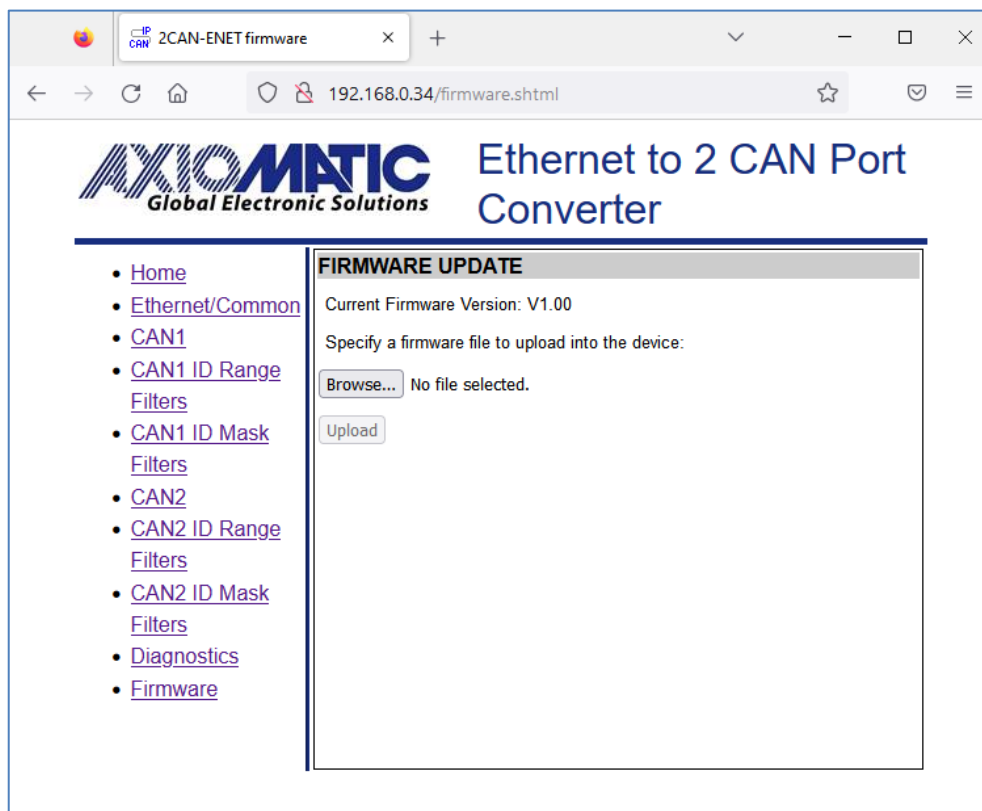 IP
CAN
2CAN-ENET firmware
192.168.0.34/firmware.shtml
AXIOMATIC
Global Electronic Solutions
Ethernet to 2 CAN Port
Converter
Home
Ethernet/Common
CAN1
CAN1 ID Range
Filters
CAN1 ID Mask
Filters
CAN2
CAN2 ID Range
Filters
CAN2 ID Mask
Filters
Diagnostics
Firmware
FIRMWARE UPDATE
Current Firmware Version: V1.00
Specify a firmware file to upload into the device:
Browse... No file selected.
Upload